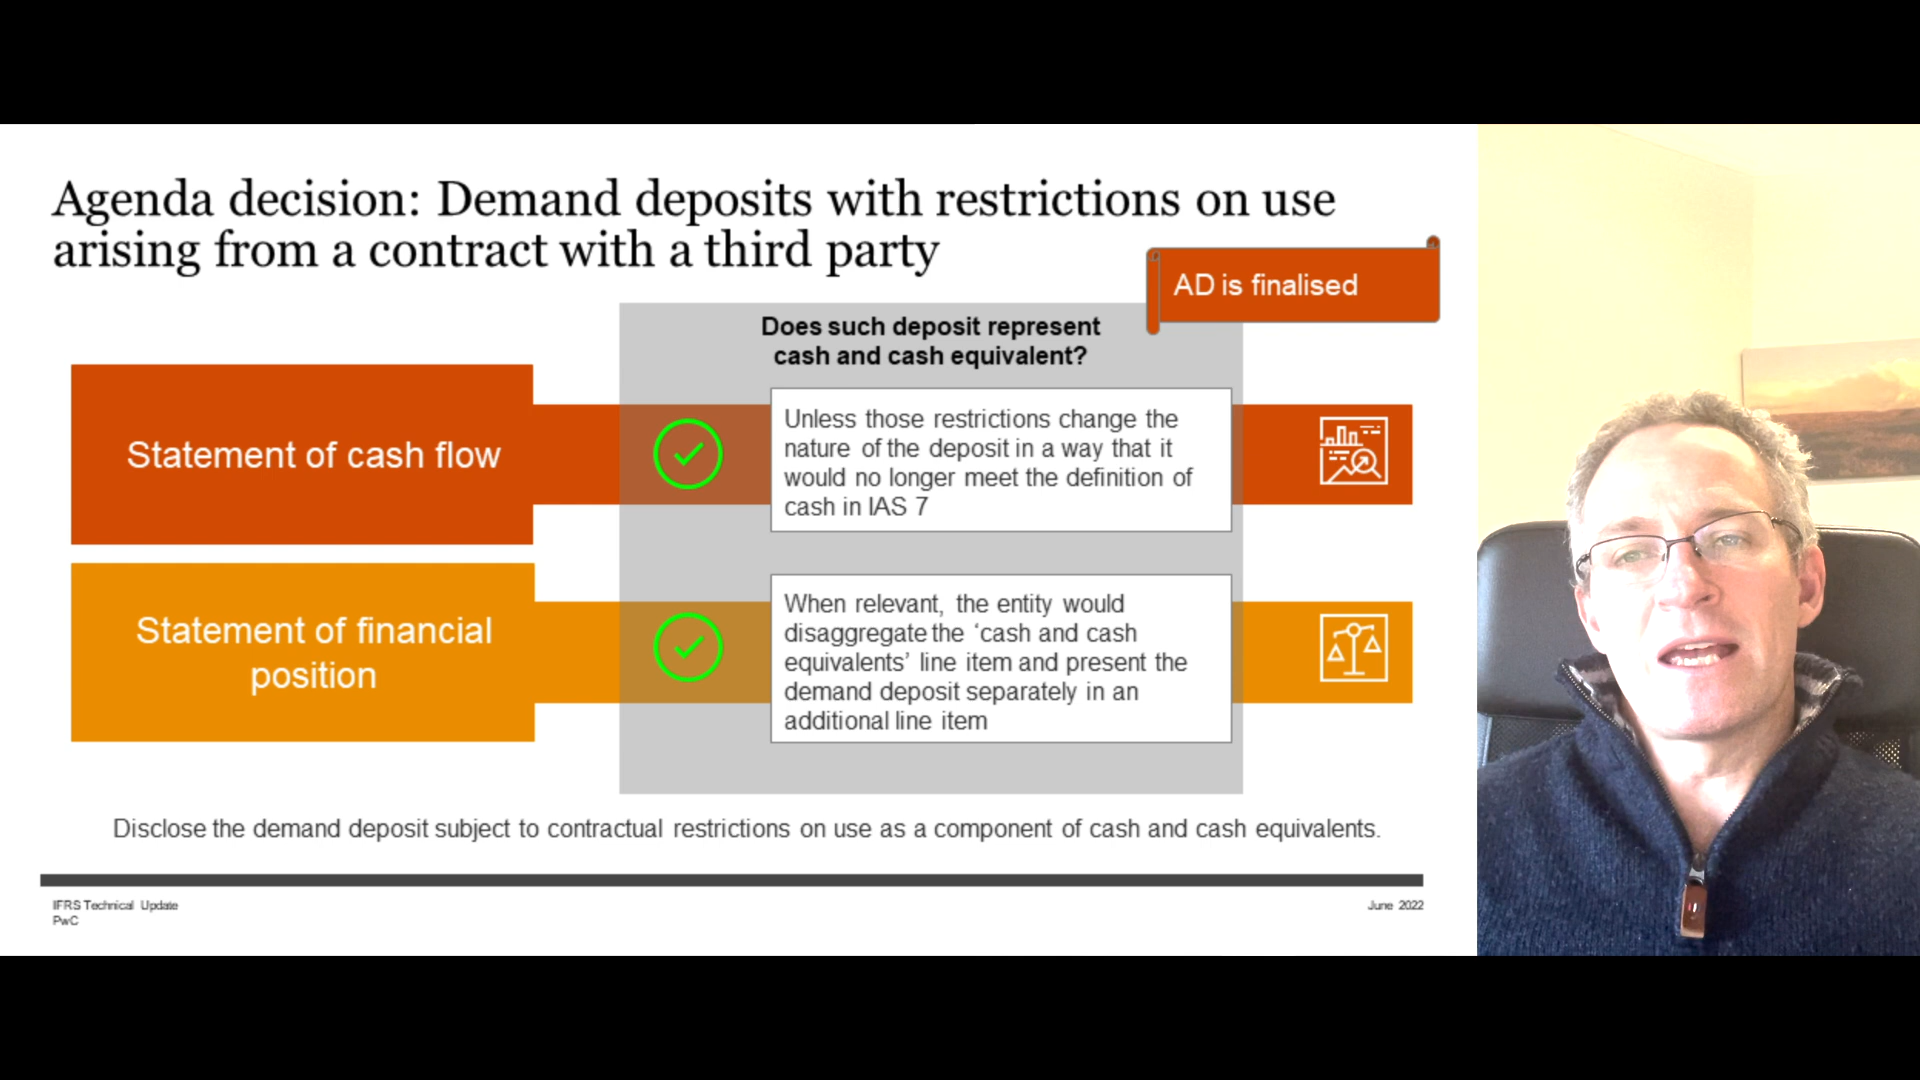 Agenda decision: Demand deposits with restrictions on use
arising from a contract with a third party
AD is finalised
Does such deposit represent
cash and cash equivalent?
Statement of cash flow
Unless those restrictions change the
nature of the deposit in a way that it
would no longer meet the definition of
cash in IAS 7
Statement of financial
position
When relevant, the entity would
disaggregate the ‘cash and cash
equivalents’ line item and present the
demand deposit separately in an
additional line item
Disclose the demand deposit subject to contractual restrictions on use as a component of cash and cash equivalents.
IFRS Technical Update
PwC
June 2022